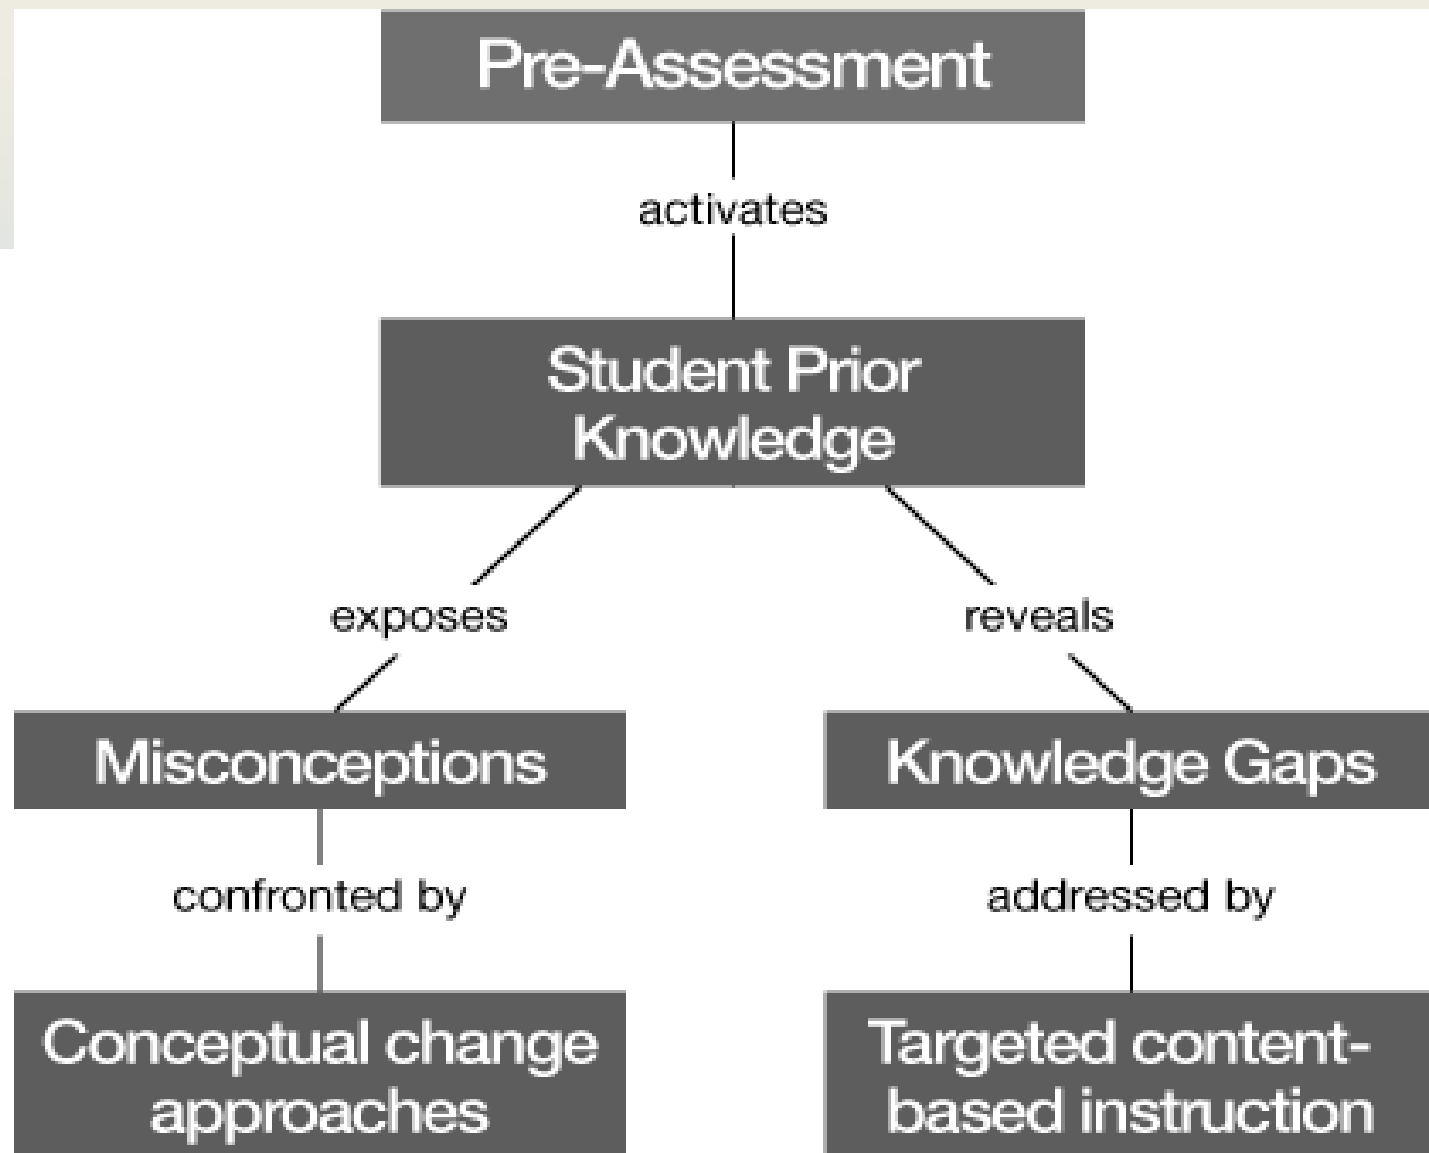 Pre-Assessment
activates
Student Prior
Knowledge
exposes
reveals
Misconceptions
Knowledge Gaps
confronted by
addressed by
Conceptual change
approaches
Targeted content-
based instruction